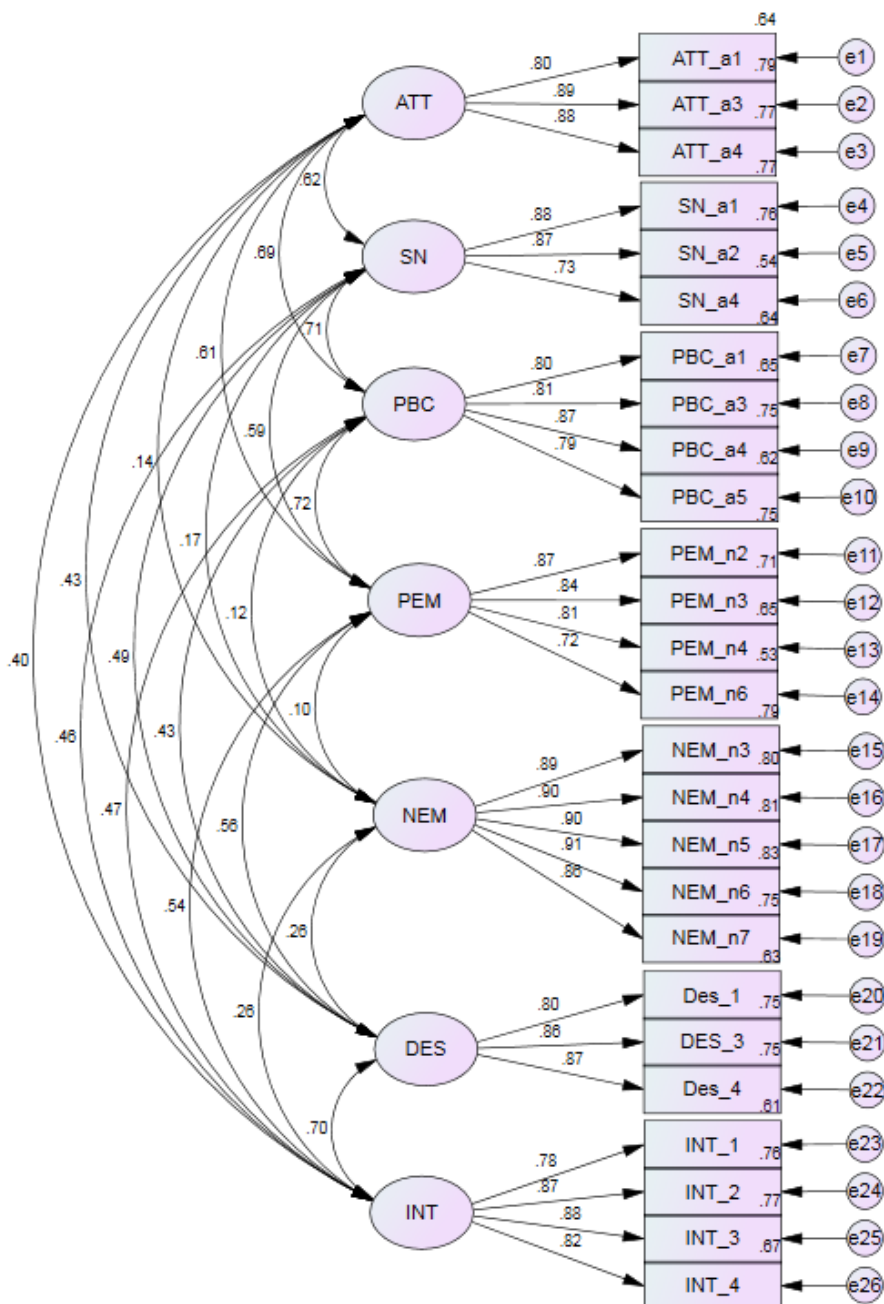 .64
.80 ATT_a1 .79 e1
ATT .89 ATT_a3 .77 e2
.88 ATT_a4 .77 e3
.62
.88 SN_a1 .76 e4
.69 SN .87 SN_a2 .54 e5
.73 SN_a4 .64 e6
.71
.61 .80 PBC_a1 .65 e7
PBC .81 PBC_a3 .75 e8
.59 .87 PBC_a4 .62 e9
.14 .79 PBC_a5 .75 e10
.72
.17 .87 PEM_n2 .71 e11
.43 PEM .84 PEM_n3 .65 e12
.12 .81 PEM_n4 .53 e13
.40 .49 .72 PEM_n6 .79 e14
.10
.46 .43 .89 NEM_n3 .80 e15
.47 .90 NEM_n4 .81 e16
NEM .90 NEM_n5 .83 e17
.56 .91 NEM_n6 .75 e18
.54 .86 NEM_n7 .63 e19
.26
.26 .80 Des_1 .75 e20
DES .86 DES_3 .75 e21
.87 Des_4 .61 e22
.70
.78 INT_1 .76 e23
.87 INT_2 .77 e24
INT .88 INT_3 .67 e25
.82 INT_4 e26